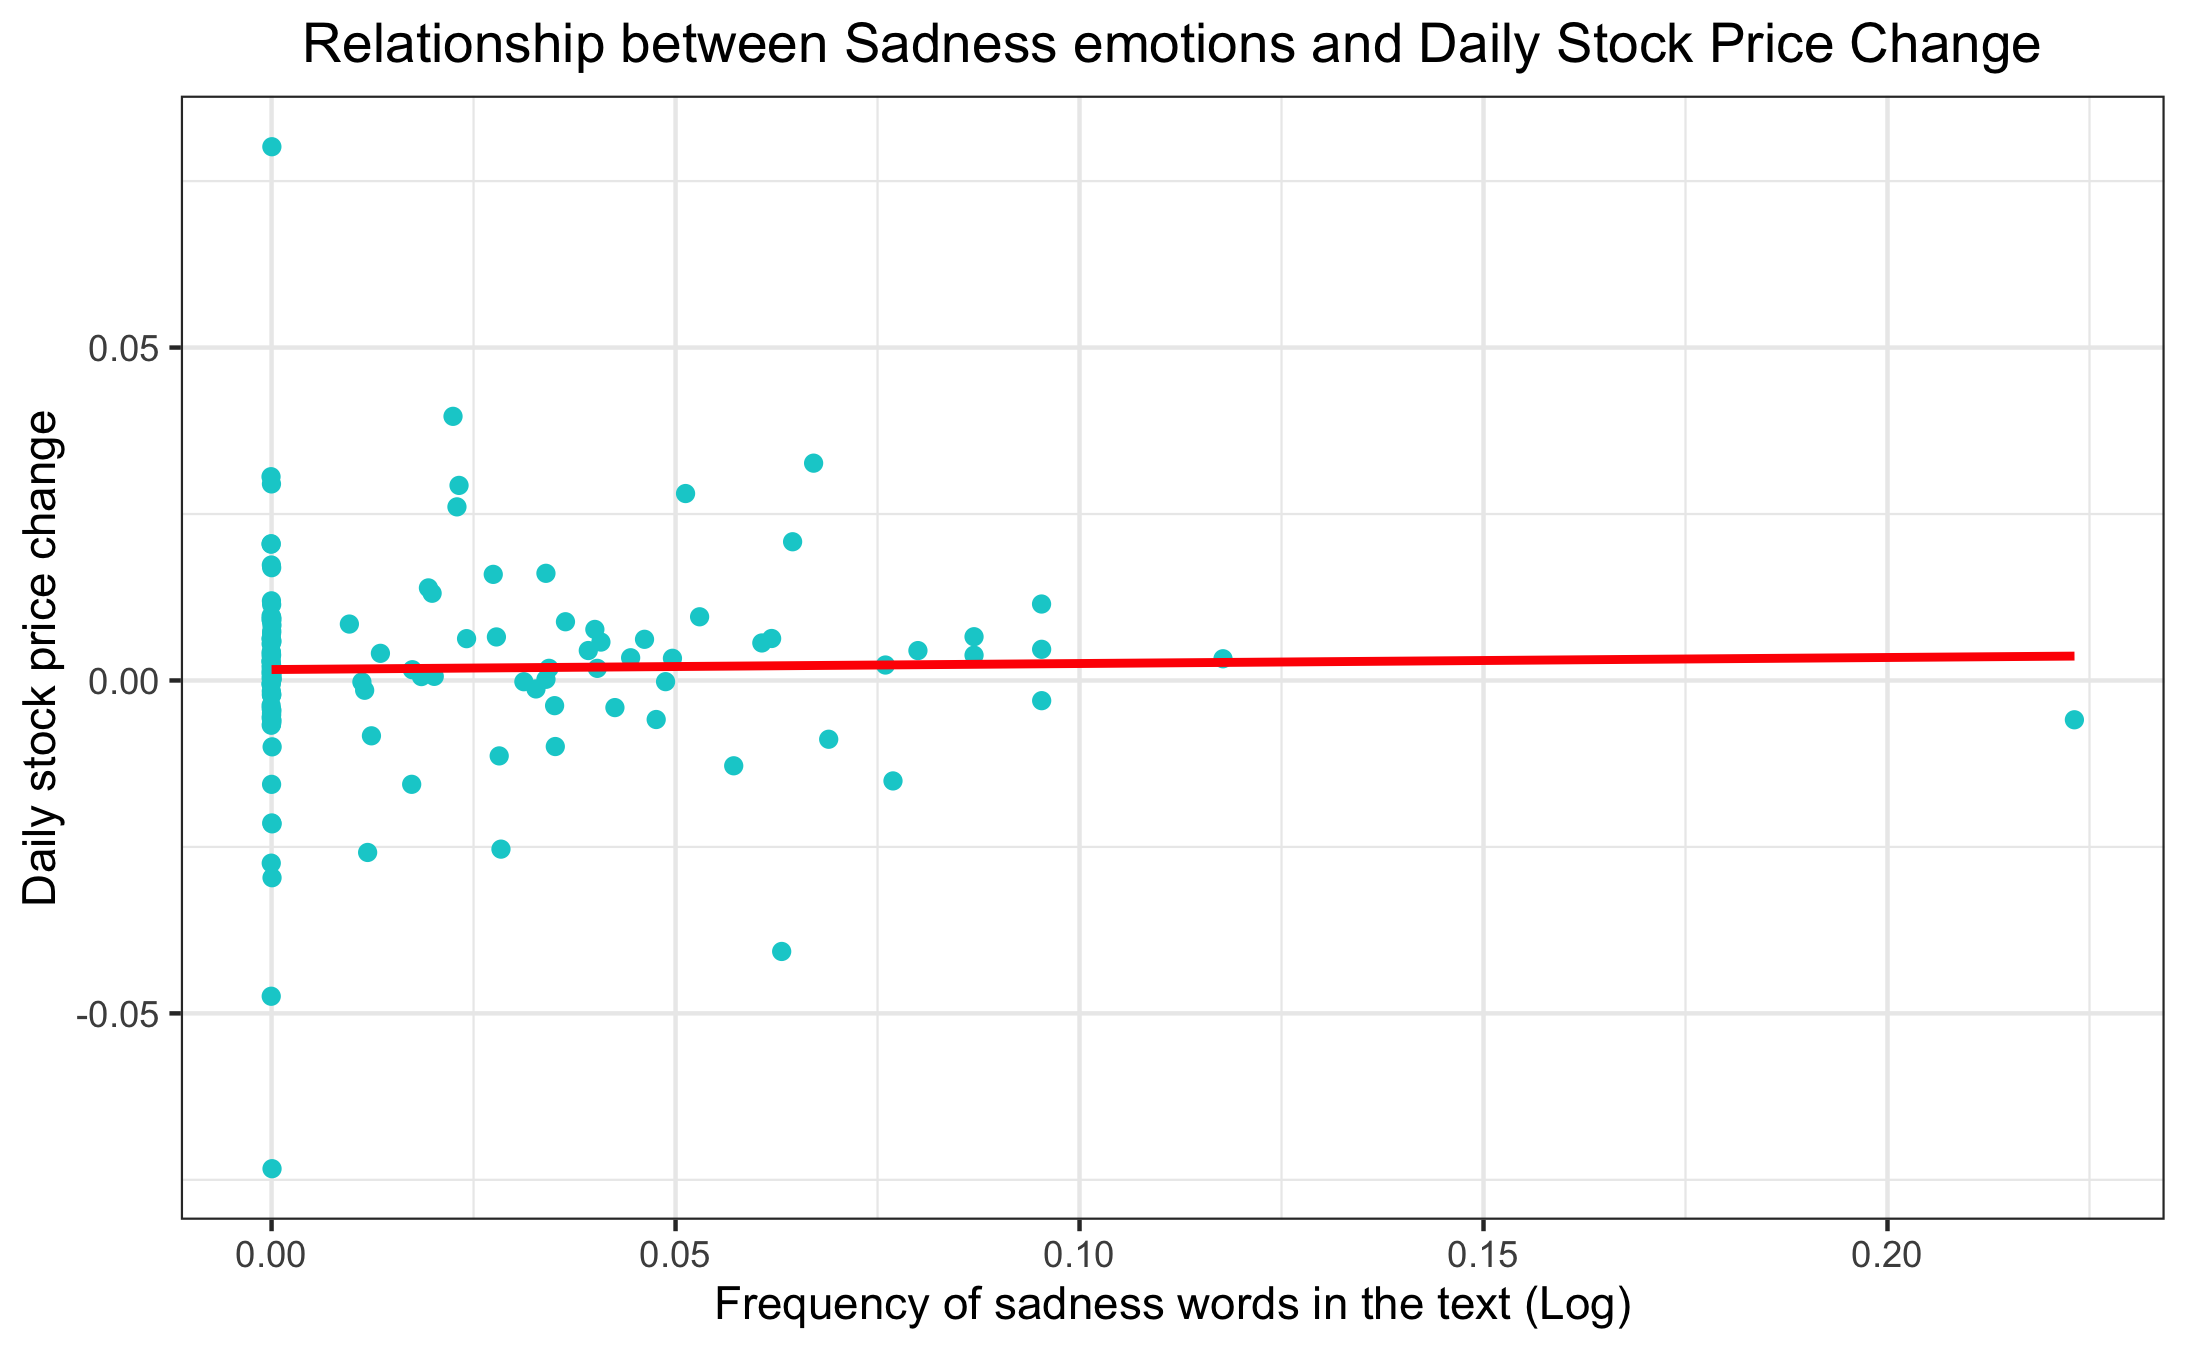 Relationship between Sadness emotions and Daily Stock Price Change
Daily stock price change
0.05
0.00
-0.05
0.00 0.05 0.10 0.15 0.20
Frequency of sadness words in the text (Log)